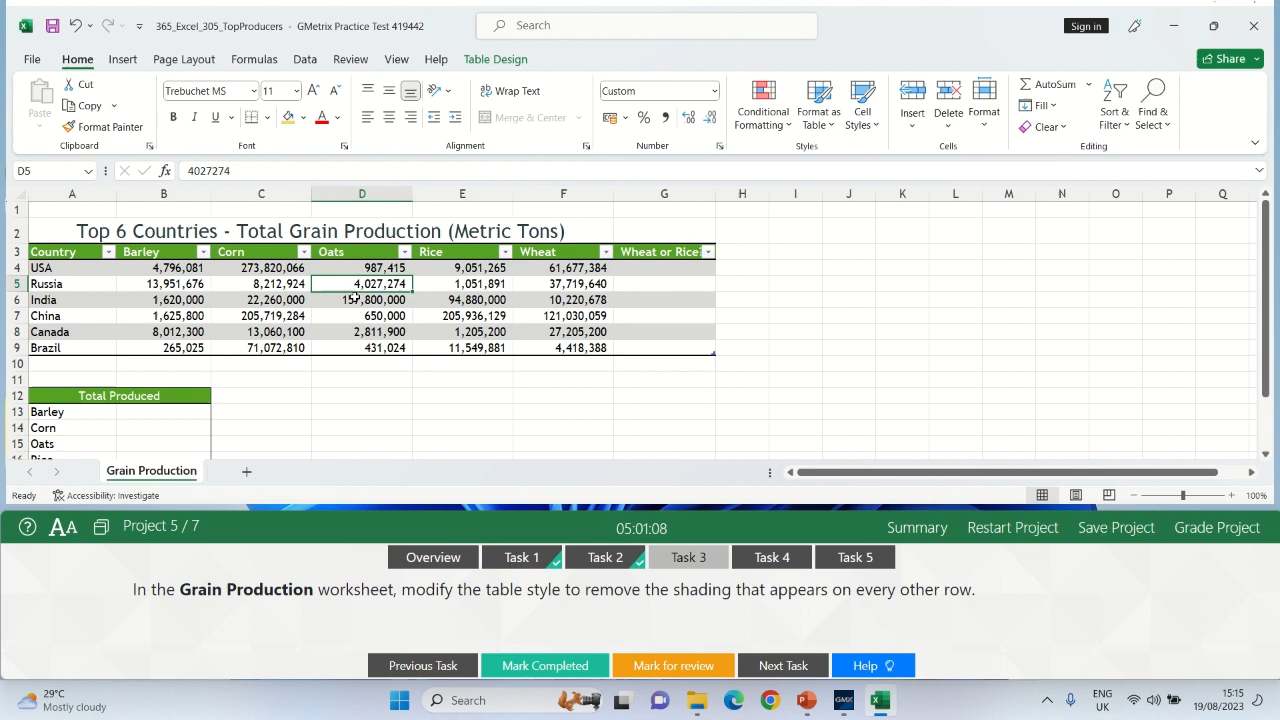 365_Excel_305_TopProducers - GMetrix Practice Test 419442
Search
Sign in
File Home Insert Page Layout Formulas Data Review View Help Table Design
Share
Paste
Cut
Copy
Format Painter
Clipboard
Trebuchet MS
B I U
A
Font
Wrap Text
Merge & Center
Alignment
Custom
%
Number
Conditional Formatting
Format as Table
Cell Styles
Styles
Insert
Delete
Format
Cells
AutoSum
Fill
Clear
Sort & Filter
Find & Select
Editing
D5
fx
4027274
A B C D E F G H I J K L M N O P Q
1
2 Top 6 Countries - Total Grain Production (Metric Tons)
3 Country Barley Corn Oats Rice Wheat Wheat or Rice?
4 USA 4,796,081 273,820,066 987,415 9,051,265 61,677,384
5 Russia 13,951,676 8,212,924 4,027,274 1,051,891 37,719,640
6 India 1,620,000 22,260,000 94,880,000 10,220,678
7 China 1,625,800 205,719,284 650,000 205,936,129 121,030,059
8 Canada 8,012,300 13,060,100 2,811,900 1,205,200 27,205,200
9 Brazil 265,025 71,072,810 431,024 11,549,881 4,418,388
10
11
12 Total Produced
13 Barley
14 Corn
15 Oats
Grain Production
Ready
Accessibility: Investigate
100%
AA
Project 5 / 7
05:01:08
Summary
Restart Project
Save Project
Grade Project
Overview
Task 1
Task 2
Task 3
Task 4
Task 5
In the Grain Production worksheet, modify the table style to remove the shading that appears on every other row.
Previous Task
Mark Completed
Mark for review
Next Task
Help
29°C
Mostly cloudy
Search
GMX
ENG
UK
15:15
19/08/2023